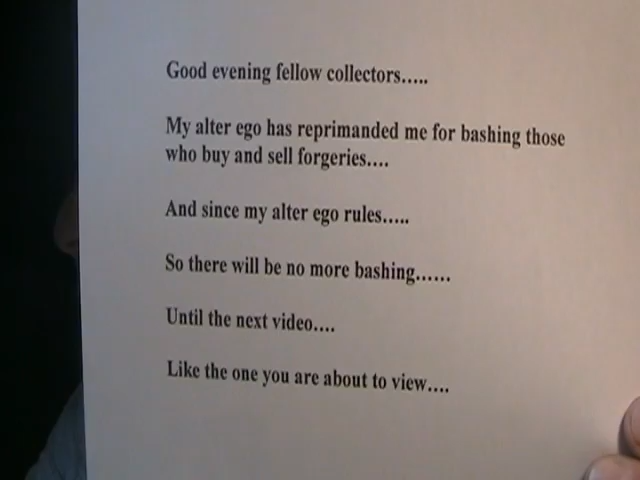 Good evening fellow collectors…..
My alter ego has reprimanded me for bashing those
who buy and sell forgeries….
And since my alter ego rules…..
So there will be no more bashing……
Until the next video….
Like the one you are about to view….